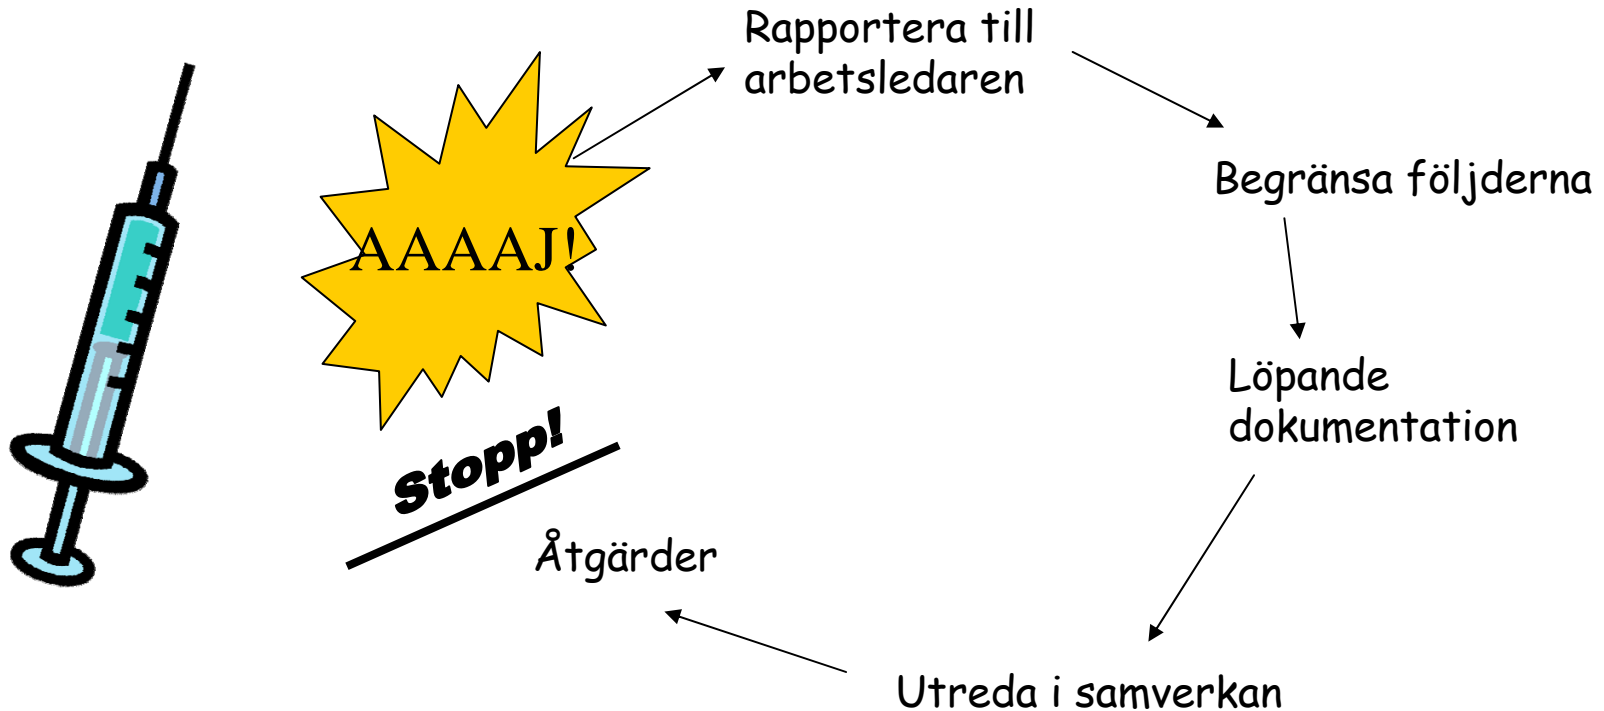 Rapportera till
arbetsledaren
Begränsa följderna
AAAAJ!
Löpande
dokumentation
Stopp!
Åtgärder
Utreda i samverkan